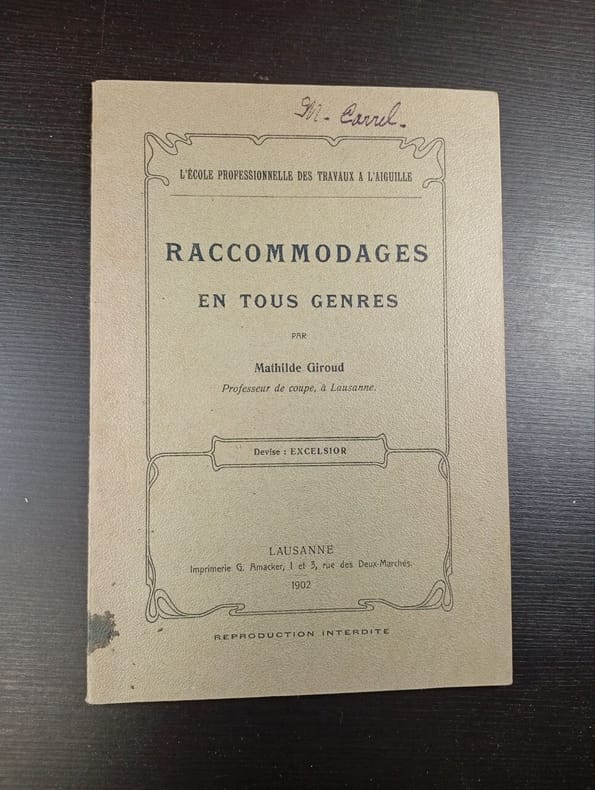 M. Carrel.
L'ÉCOLE PROFESSIONNELLE DES TRAVAUX A L'AIGUILLE
RACCOMMODAGES
EN TOUS GENRES
PAR
Mathilde Giroud
Professeur de coupe, à Lausanne.
Devise : EXCELSIOR
LAUSANNE
Imprimerie G. Amacker, 1 et 3, rue des Deux-Marchés.
1902
REPRODUCTION INTERDITE